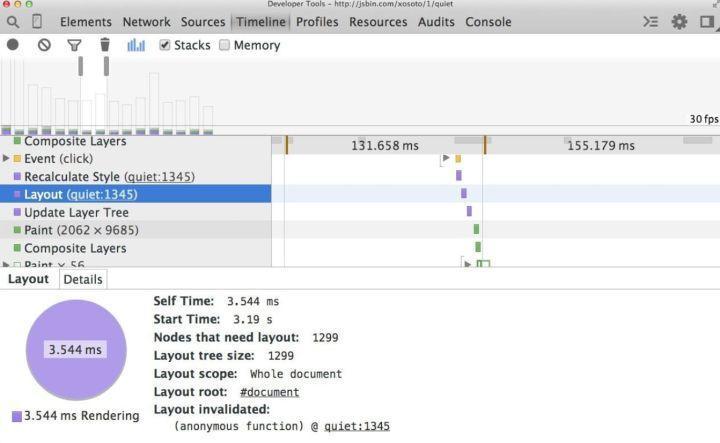 Developer Tools - http://jsbin.com/xosoto/1/quiet
Elements Network Sources Timeline Profiles Resources Audits Console
Stacks Memory
30 fps
Composite Layers
131.658 ms 155.179 ms
Event (click)
Recalculate Style (quiet:1345)
Layout (quiet:1345)
Update Layer Tree
Paint (2062 × 9685)
Composite Layers
Paint × 56
Layout Details
3.544 ms
3.544 ms Rendering
Self Time: 3.544 ms
Start Time: 3.19 s
Nodes that need layout: 1299
Layout tree size: 1299
Layout scope: Whole document
Layout root: #document
Layout invalidated:
(anonymous function) @ quiet:1345